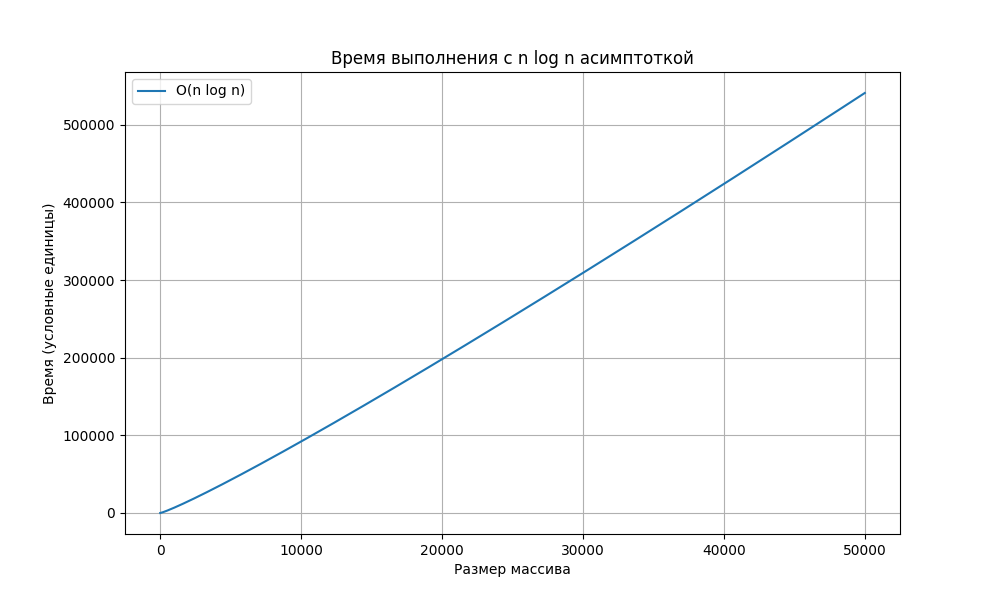 Время выполнения с n log n асимптоткой
O(n log n)
500000
400000
300000
200000
100000
0
Время (условные единицы)
0 10000 20000 30000 40000 50000
Размер массива